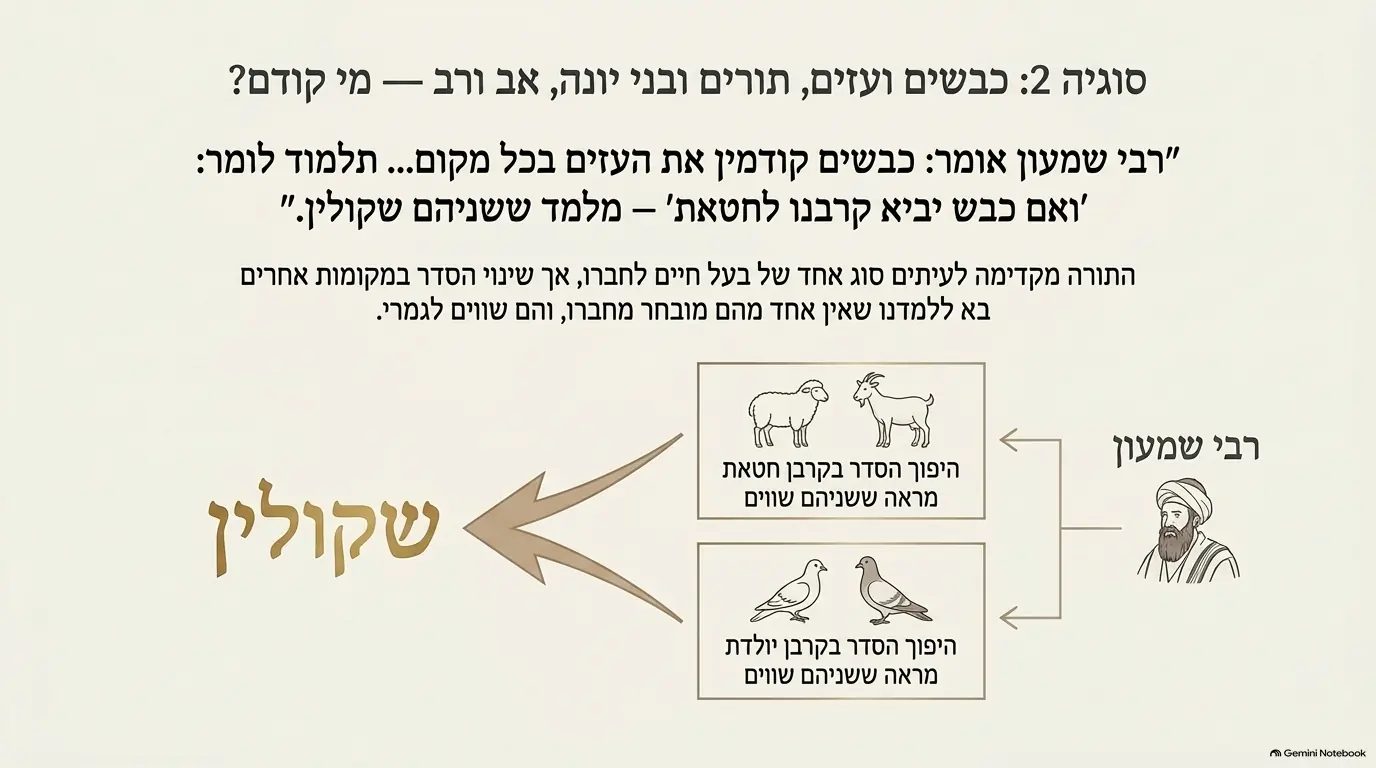 סוגיה 2: כבשים ועזים, תורים ובני יונה, אב ורב — מי קודם?
"רבי שמעון אומר: כבשים קודמין את העזים בכל מקום... תלמוד לומר:
'ואם כבש יביא קרבנו לחטאת' – מלמד ששניהם שקולין."
התורה מקדימה לעיתים סוג אחד של בעל חיים לחברו, אך שינוי הסדר במקומות אחרים
בא ללמדנו שאין אחד מהם מובחר מחברו, והם שווים לגמרי.
רבי שמעון
היפוך הסדר בקרבן חטאת
מראה ששניהם שווים
היפוך הסדר בקרבן יולדת
מראה ששניהם שווים
שקולין
Gemini Notebook